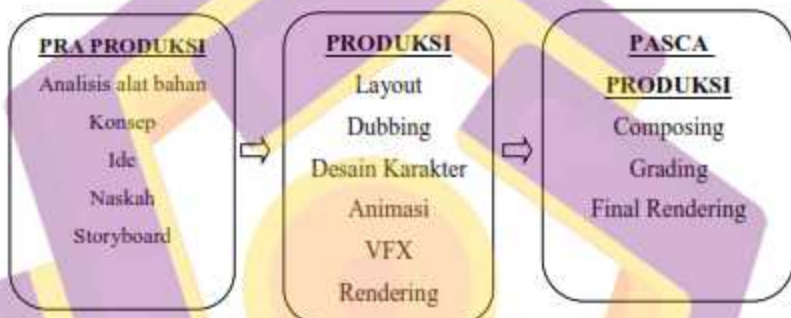 PRA PRODUKSI
Analisis alat bahan
Konsep
Ide
Naskah
Storyboard
PRODUKSI
Layout
Dubbing
Desain Karakter
Animasi
VFX
Rendering
PASCA
PRODUKSI
Composing
Grading
Final Rendering